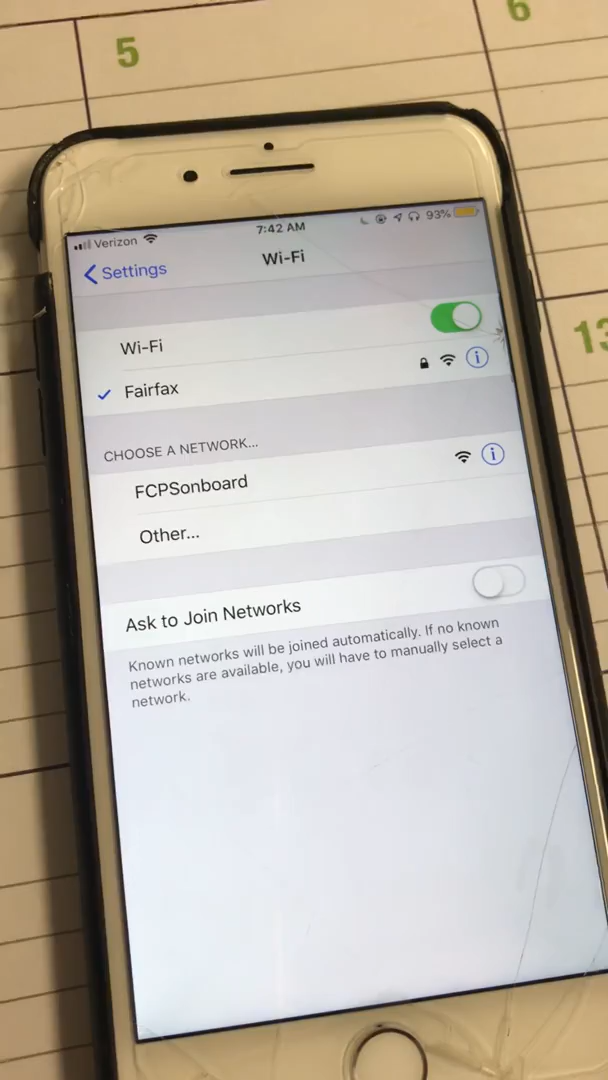 5
6
Verizon
7:42 AM
93%
Settings
Wi-Fi
Wi-Fi
Fairfax
CHOOSE A NETWORK...
FCPSonboard
Other...
Ask to Join Networks
Known networks will be joined automatically. If no known
networks are available, you will have to manually select a
network.
13